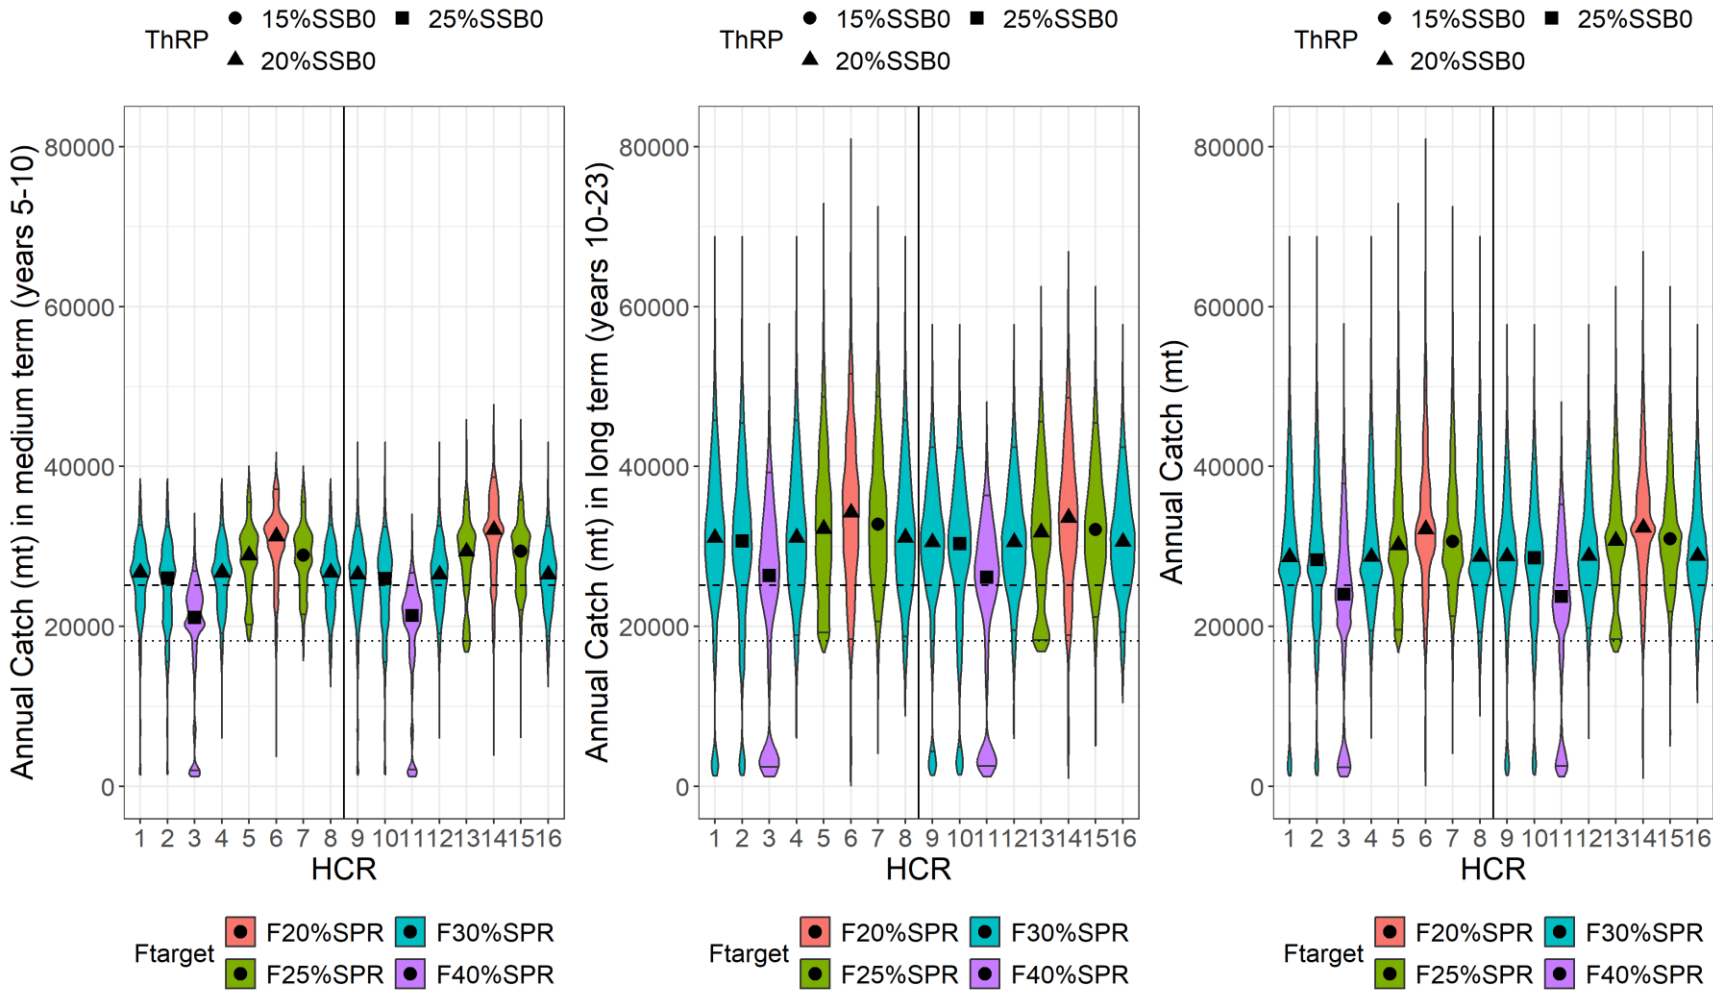 ThRP
15%SSB0
25%SSB0
20%SSB0
Annual Catch (mt) in medium term (years 5-10)
80000
60000
40000
20000
0
1 2 3 4 5 6 7 8 9 10 11 12 13 14 15 16
HCR
Ftarget
F20%SPR
F30%SPR
F25%SPR
F40%SPR
ThRP
15%SSB0
25%SSB0
20%SSB0
Annual Catch (mt) in long term (years 10-23)
80000
60000
40000
20000
0
1 2 3 4 5 6 7 8 9 10 11 12 13 14 15 16
HCR
Ftarget
F20%SPR
F30%SPR
F25%SPR
F40%SPR
ThRP
15%SSB0
25%SSB0
20%SSB0
Annual Catch (mt)
80000
60000
40000
20000
0
1 2 3 4 5 6 7 8 9 10 11 12 13 14 15 16
HCR
Ftarget
F20%SPR
F30%SPR
F25%SPR
F40%SPR